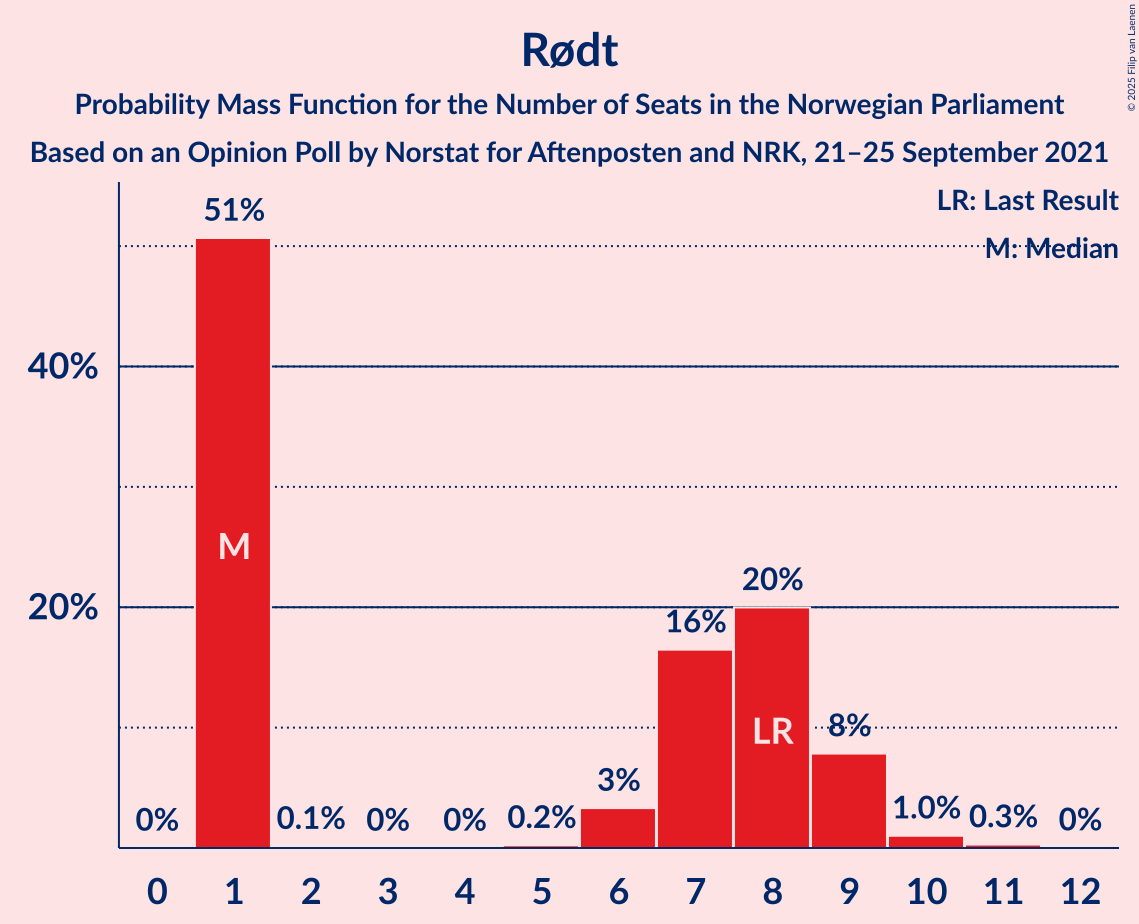 Rødt
© 2025 Filip van Laenen
Probability Mass Function for the Number of Seats in the Norwegian Parliament
Based on an Opinion Poll by Norstat for Aftenposten and NRK, 21–25 September 2021
LR: Last Result
M: Median
51%
40%
M
20%
20%
16%
LR
8%
3%
0%
0.1%
0%
0%
0.2%
1.0%
0.3%
0%
0 1 2 3 4 5 6 7 8 9 10 11 12